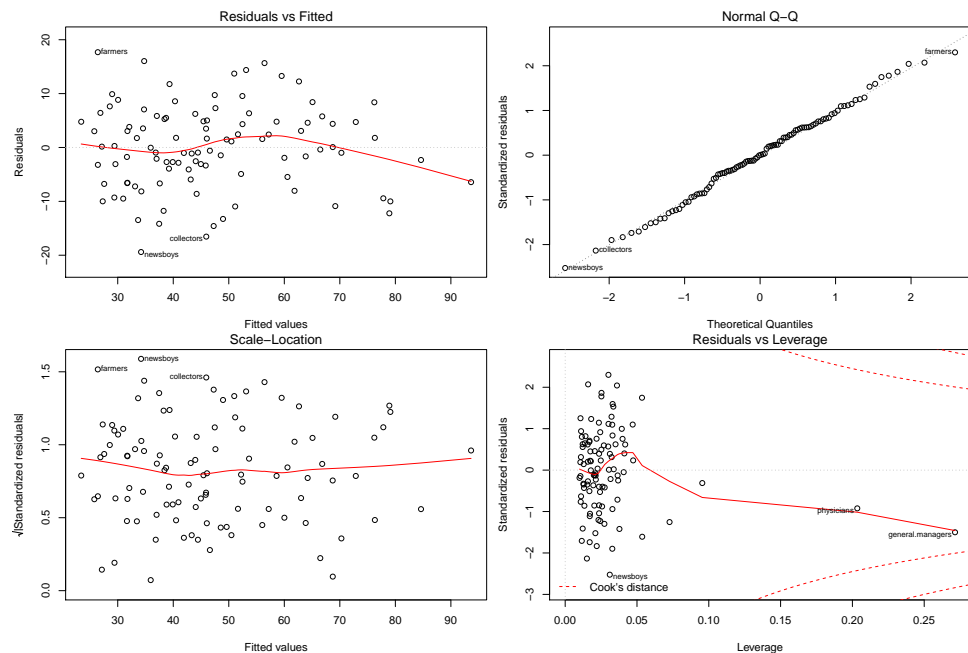 Residuals vs Fitted
20
10
0
−10
−20
Residuals
farmers
collectors
newsboys
30 40 50 60 70 80 90
Fitted values
Normal Q−Q
2
1
0
−1
−2
Standardized residuals
farmers
collectors
newsboys
−2 −1 0 1 2
Theoretical Quantiles
Scale−Location
1.5
1.0
0.5
0.0
√|Standardized residuals|
newsboys
farmers
collectors
30 40 50 60 70 80 90
Fitted values
Residuals vs Leverage
2
1
0
−1
−2
−3
Standardized residuals
physicians
general.managers
newsboys
Cook's distance
0.00 0.05 0.10 0.15 0.20 0.25
Leverage